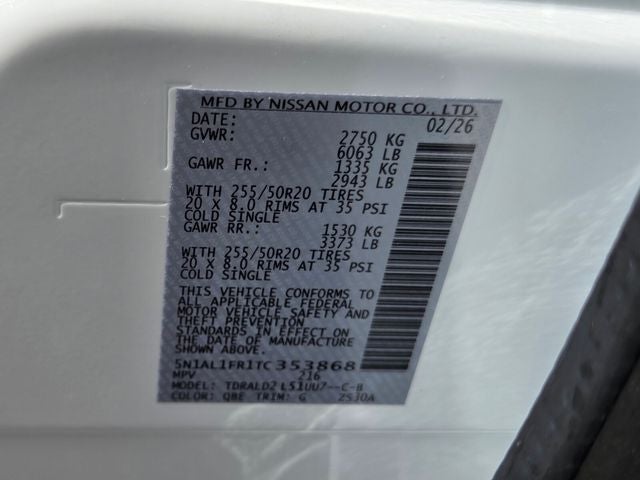 MFD BY NISSAN MOTOR CO., LTD.
DATE: 02/26
GVWR: 2750 KG
6063 LB
GAWR FR.: 1335 KG
2943 LB
WITH 255/50R20 TIRES
20 X 8.0 RIMS AT 35 PSI
COLD SINGLE
GAWR RR.: 1530 KG
3373 LB
WITH 255/50R20 TIRES
20 X 8.0 RIMS AT 35 PSI
COLD SINGLE
THIS VEHICLE CONFORMS TO
ALL APPLICABLE FEDERAL
MOTOR VEHICLE SAFETY AND
THEFT PREVENTION
STANDARDS IN EFFECT ON
THE DATE OF MANUFACTURE
SHOWN ABOVE.
5N1AL1FR1TC353868
MPV 216
MODEL: TDRALD2 L51UU7--C-B
COLOR: QBE TRIM: G ZS30A